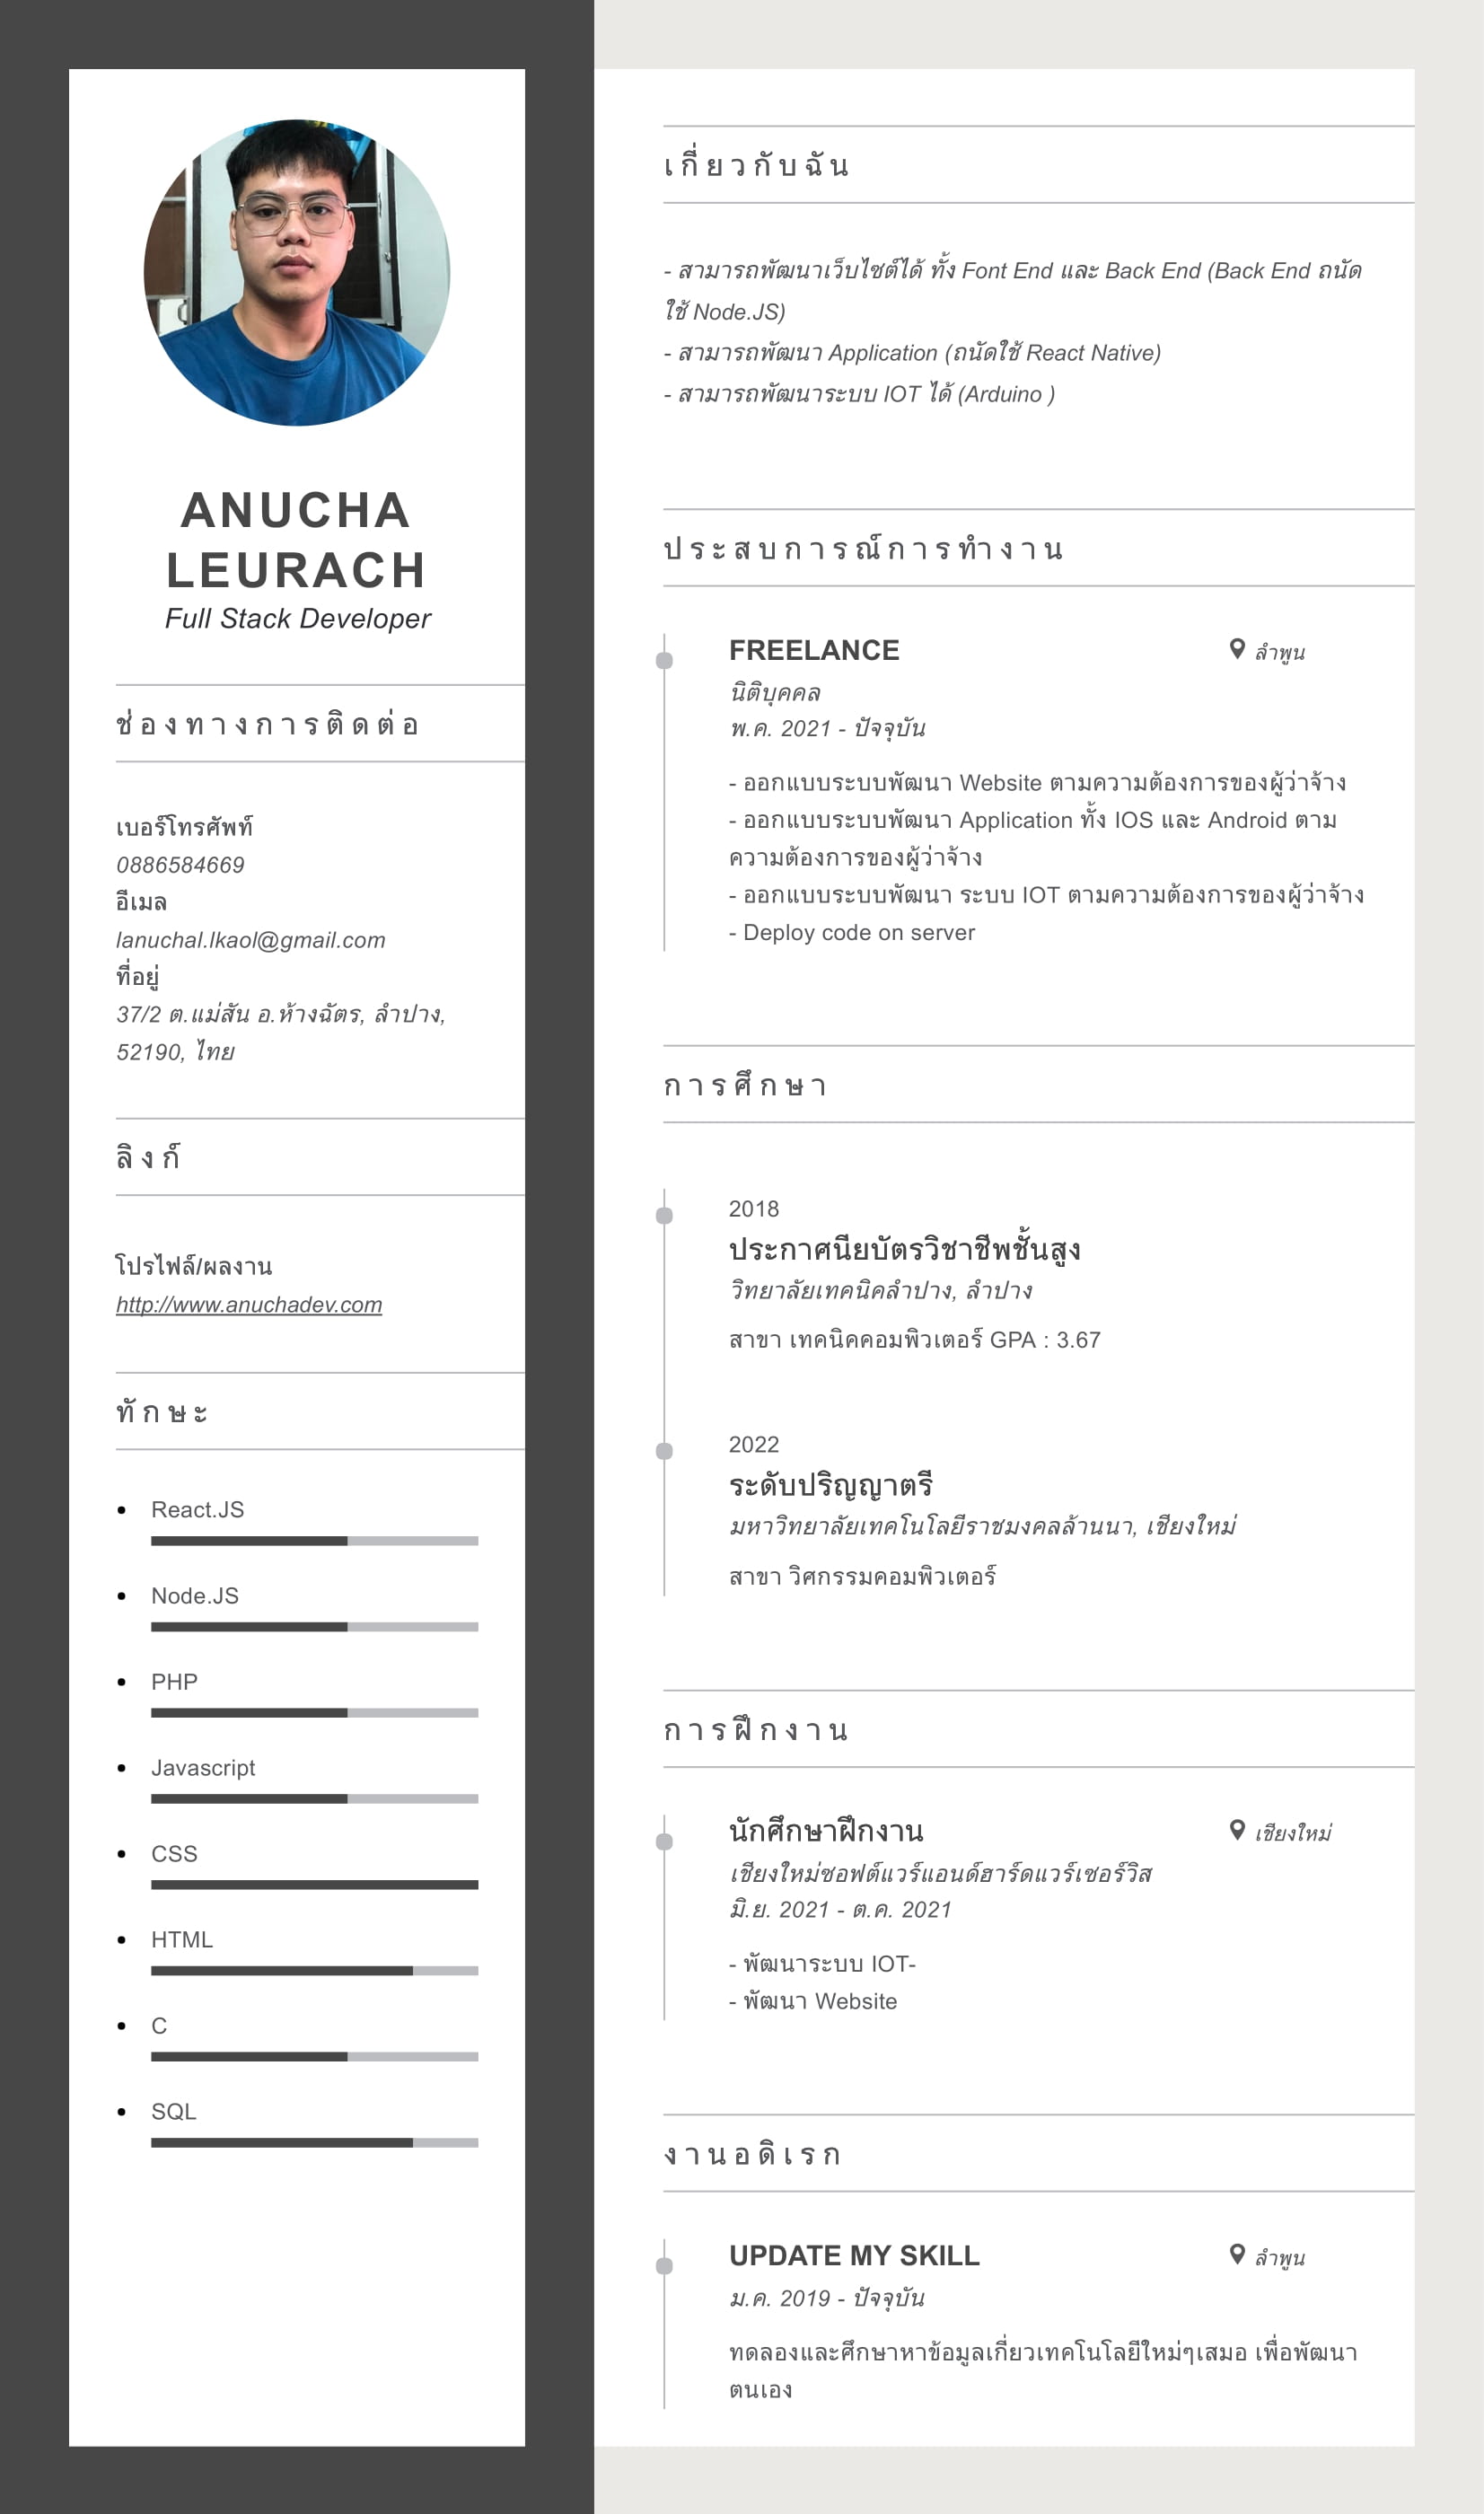 ANUCHA
LEURACH
Full Stack Developer
ช่องทางการติดต่อ
เบอร์โทรศัพท์
0886584669
อีเมล
lanuchal.lkaol@gmail.com
ที่อยู่
37/2 ต.แม่สัน อ.ห้างฉัตร, ลำปาง,
52190, ไทย
ลิงก์
โปรไฟล์/ผลงาน
http://www.anuchadev.com
ทักษะ
React.JS
Node.JS
PHP
Javascript
CSS
HTML
C
SQL
เกี่ยวกับฉัน
- สามารถพัฒนาเว็บไซต์ได้ ทั้ง Font End และ Back End (Back End ถนัด
ใช้ Node.JS)
- สามารถพัฒนา Application (ถนัดใช้ React Native)
- สามารถพัฒนาระบบ IOT ได้ (Arduino )
ประสบการณ์การทำงาน
FREELANCE
ลำพูน
นิติบุคคล
พ.ค. 2021 - ปัจจุบัน
- ออกแบบระบบพัฒนา Website ตามความต้องการของผู้ว่าจ้าง
- ออกแบบระบบพัฒนา Application ทั้ง IOS และ Android ตาม
ความต้องการของผู้ว่าจ้าง
- ออกแบบระบบพัฒนา ระบบ IOT ตามความต้องการของผู้ว่าจ้าง
- Deploy code on server
การศึกษา
2018
ประกาศนียบัตรวิชาชีพชั้นสูง
วิทยาลัยเทคนิคลำปาง, ลำปาง
สาขา เทคนิคคอมพิวเตอร์ GPA : 3.67
2022
ระดับปริญญาตรี
มหาวิทยาลัยเทคโนโลยีราชมงคลล้านนา, เชียงใหม่
สาขา วิศกรรมคอมพิวเตอร์
การฝึกงาน
นักศึกษาฝึกงาน
เชียงใหม่
เชียงใหม่ซอฟต์แวร์แอนด์ฮาร์ดแวร์เซอร์วิส
มิ.ย. 2021 - ต.ค. 2021
- พัฒนาระบบ IOT-
- พัฒนา Website
งานอดิเรก
UPDATE MY SKILL
ลำพูน
ม.ค. 2019 - ปัจจุบัน
ทดลองและศึกษาหาข้อมูลเกี่ยวเทคโนโลยีใหม่ๆเสมอ เพื่อพัฒนา
ตนเอง